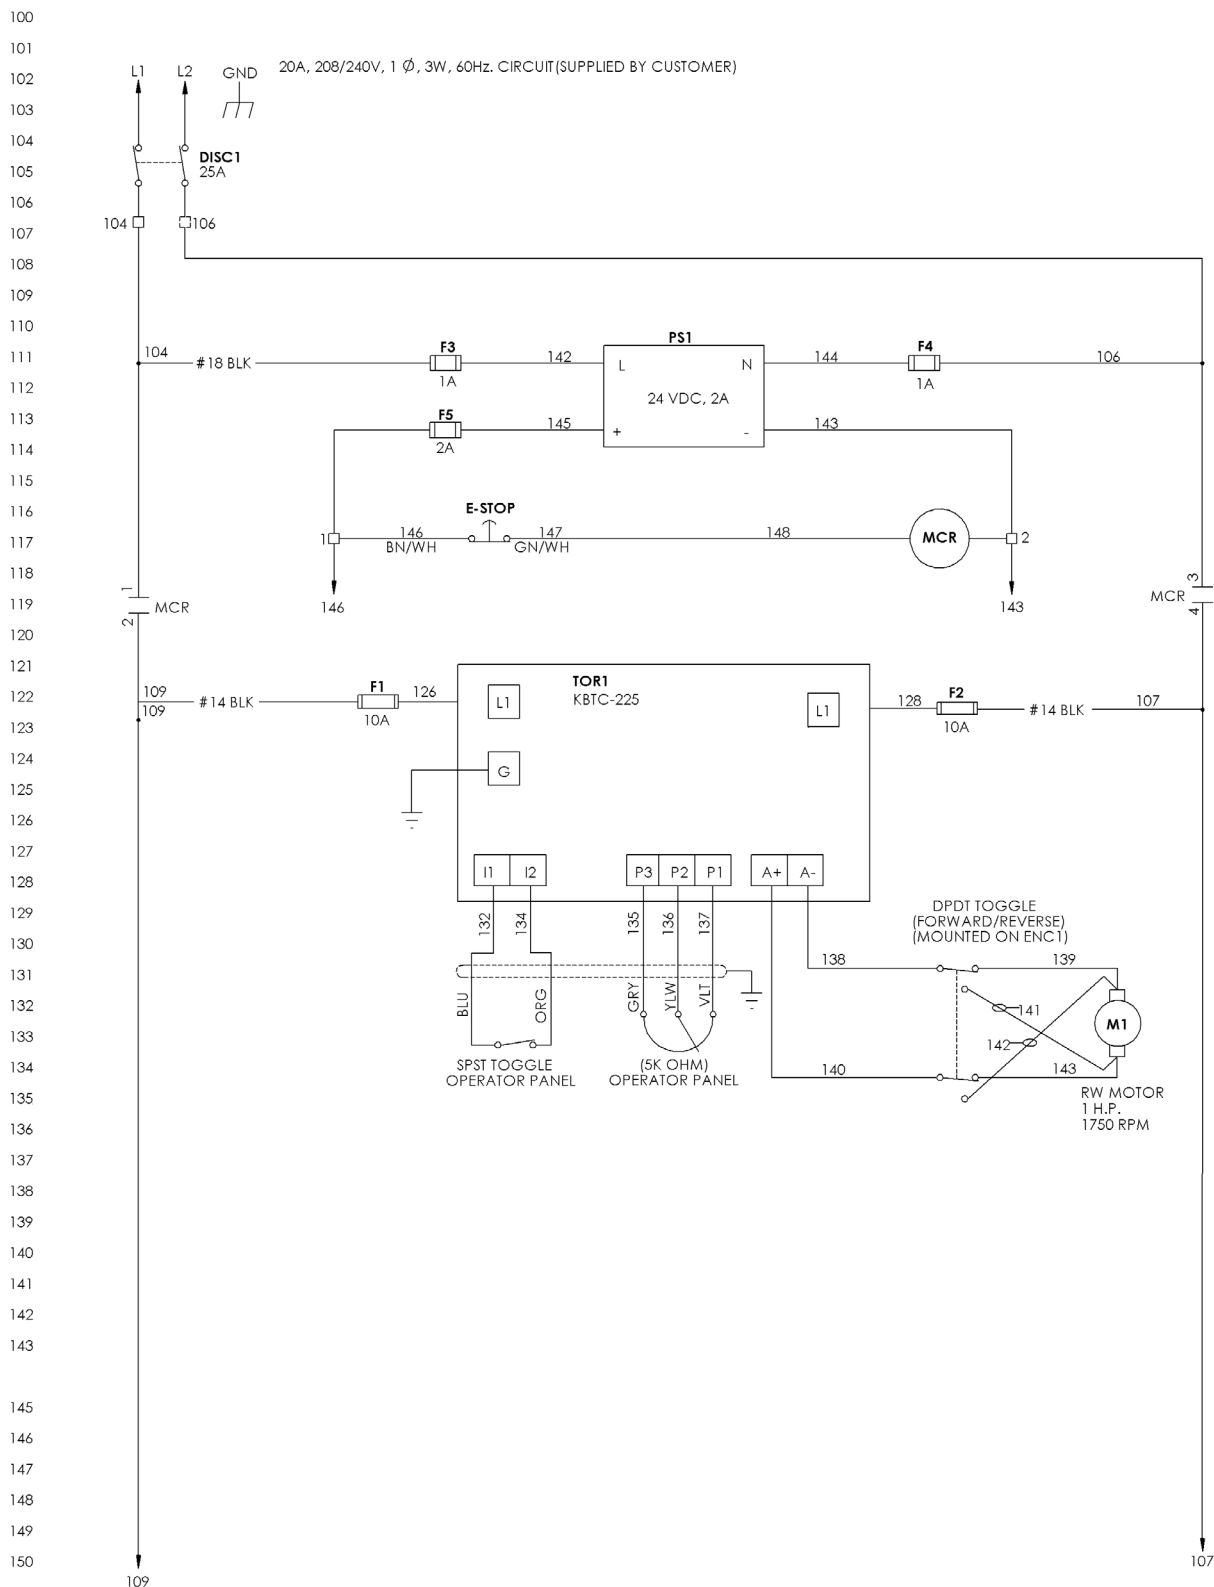 100
101
L1 L2 GND 20A, 208/240V, 1 Ø, 3W, 60Hz. CIRCUIT(SUPPLIED BY CUSTOMER)
102
103
104
DISC1
105 25A
106
104 106
107
108
109
110
PS1
104 F3 142 144 F4 106
111 #18 BLK L N
1A 1A
112
24 VDC, 2A
113 F5 145 + - 143
2A
114
115
116 E-STOP
146 147 148
117 1 MCR 2
BN/WH GN/WH
118
1 3
119 MCR 146 143 MCR
2 4
120
121
TOR1
122 109 F1 126 KBTC-225 128 F2 107
#14 BLK L1 L1 #14 BLK
109 10A 10A
123
124 G
125
126
127
I1 I2 P3 P2 P1 A+ A-
128
129 132 134 135 136 137 DPDT TOGGLE
(FORWARD/REVERSE)
130 (MOUNTED ON ENC1)
138 139
131
BLU ORG GRY YLW VLT
132 141
M1
133 142
134 SPST TOGGLE (5K OHM) 140 143
OPERATOR PANEL OPERATOR PANEL
135 RW MOTOR
1 H.P.
136 1750 RPM
137
138
139
140
141
142
143
145
146
147
148
149
150 107
109